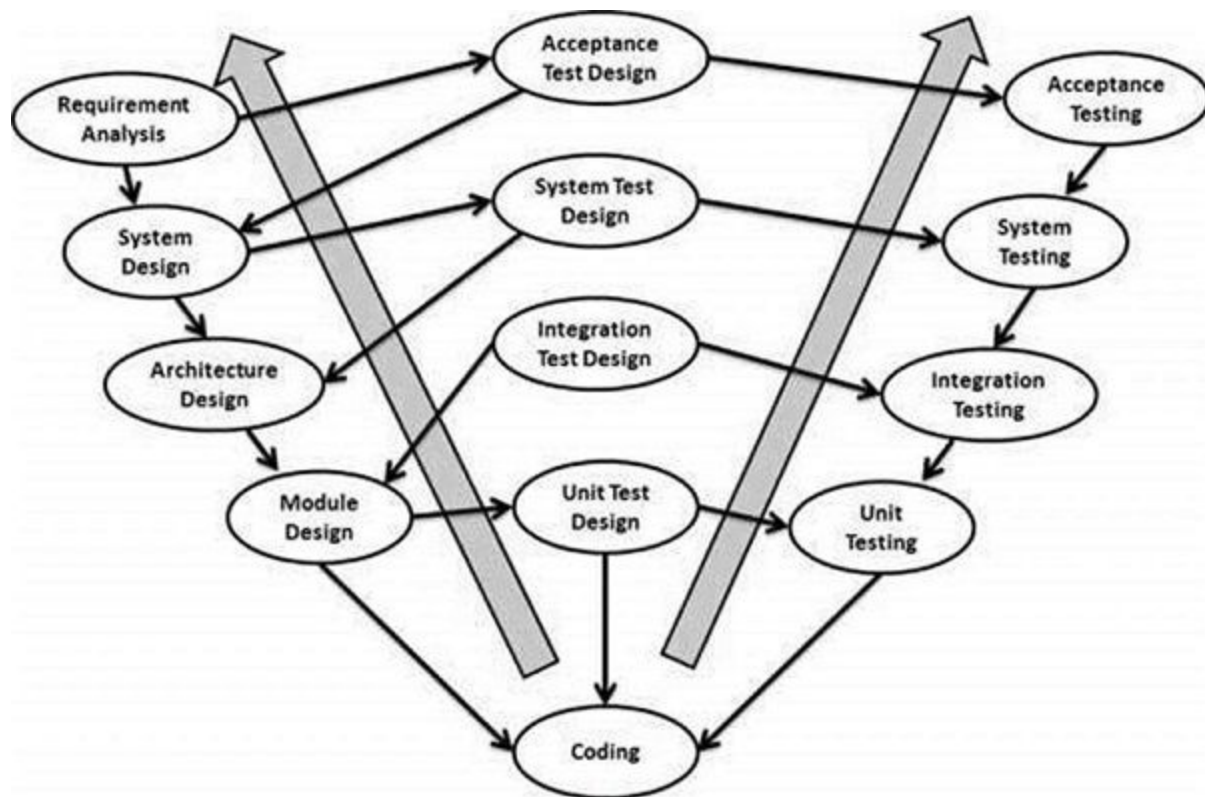 Acceptance
Test Design
Requirement
Analysis
Acceptance
Testing
System Test
Design
System
Design
System
Testing
Integration
Test Design
Architecture
Design
Integration
Testing
Module
Design
Unit Test
Design
Unit
Testing
Coding